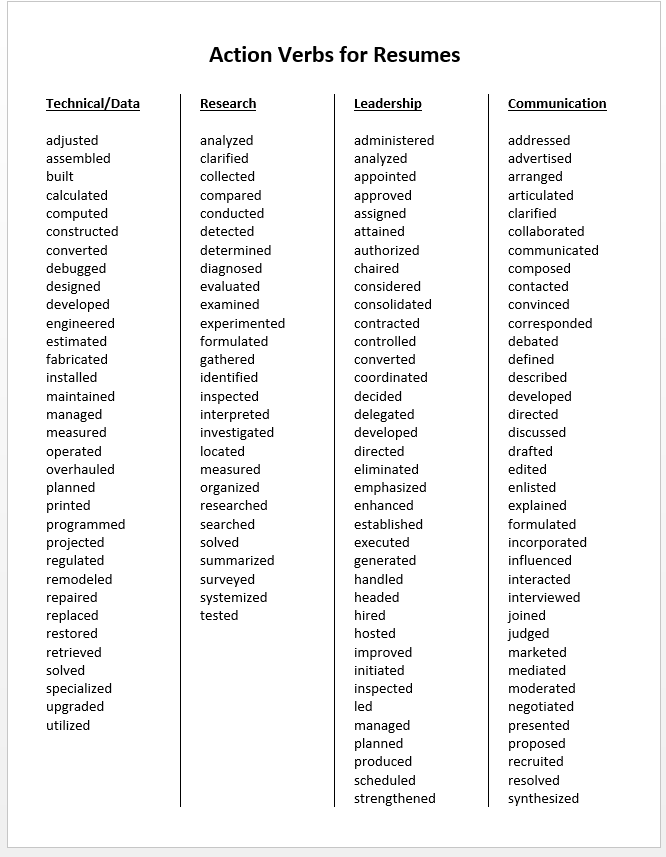 Action Verbs for Resumes
Technical/Data
adjusted
assembled
built
calculated
computed
constructed
converted
debugged
designed
developed
engineered
estimated
fabricated
installed
maintained
managed
measured
operated
overhauled
planned
printed
programmed
projected
regulated
remodeled
repaired
replaced
restored
retrieved
solved
specialized
upgraded
utilized
Research
analyzed
clarified
collected
compared
conducted
detected
determined
diagnosed
evaluated
examined
experimented
formulated
gathered
identified
inspected
interpreted
investigated
located
measured
organized
researched
searched
solved
summarized
surveyed
systemized
tested
Leadership
administered
analyzed
appointed
approved
assigned
attained
authorized
chaired
considered
consolidated
contracted
controlled
converted
coordinated
decided
delegated
developed
directed
eliminated
emphasized
enhanced
established
executed
generated
handled
headed
hired
hosted
improved
initiated
inspected
led
managed
planned
produced
scheduled
strengthened
Communication
addressed
advertised
arranged
articulated
clarified
collaborated
communicated
composed
contacted
convinced
corresponded
debated
defined
described
developed
directed
discussed
drafted
edited
enlisted
explained
formulated
incorporated
influenced
interacted
interviewed
joined
judged
marketed
mediated
moderated
negotiated
presented
proposed
recruited
resolved
synthesized